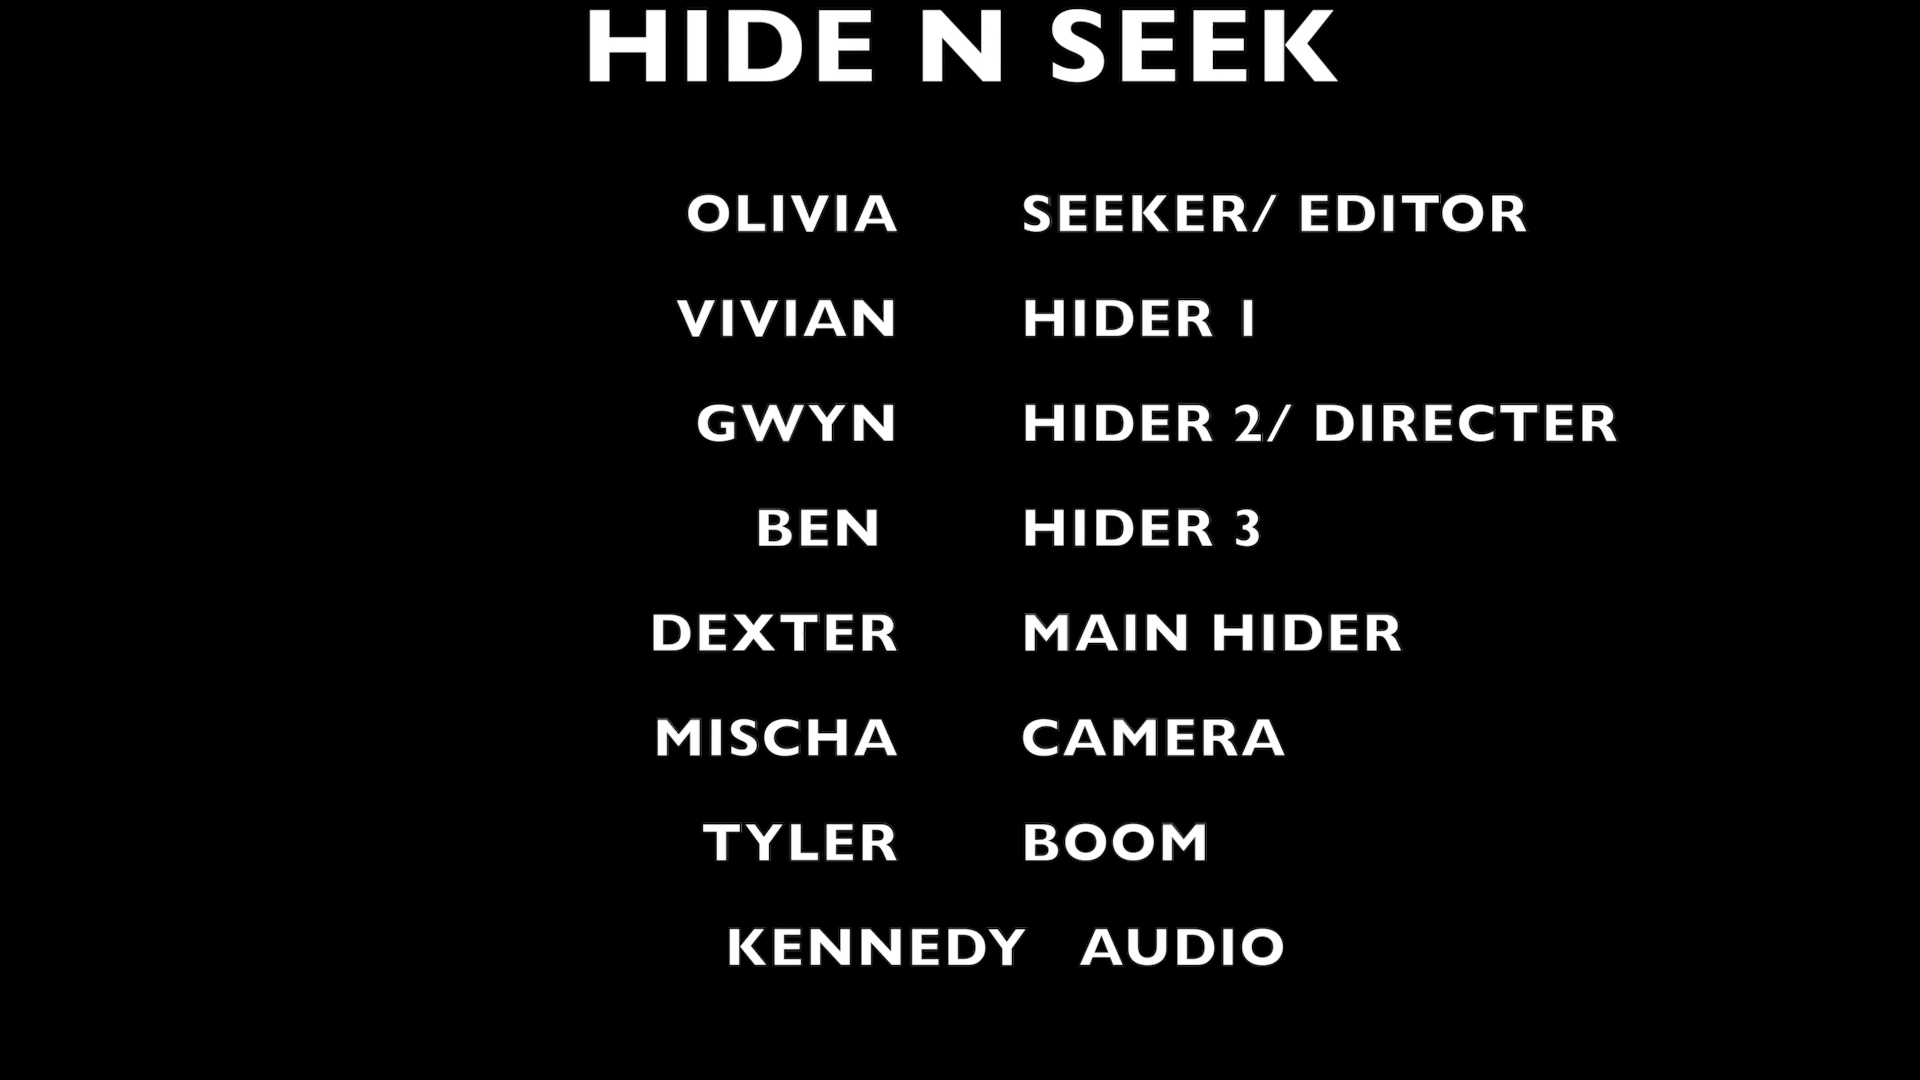 HIDE N SEEK
OLIVIA SEEKER/ EDITOR
VIVIAN HIDER 1
GWYN HIDER 2/ DIRECTER
BEN HIDER 3
DEXTER MAIN HIDER
MISCHA CAMERA
TYLER BOOM
KENNEDY AUDIO